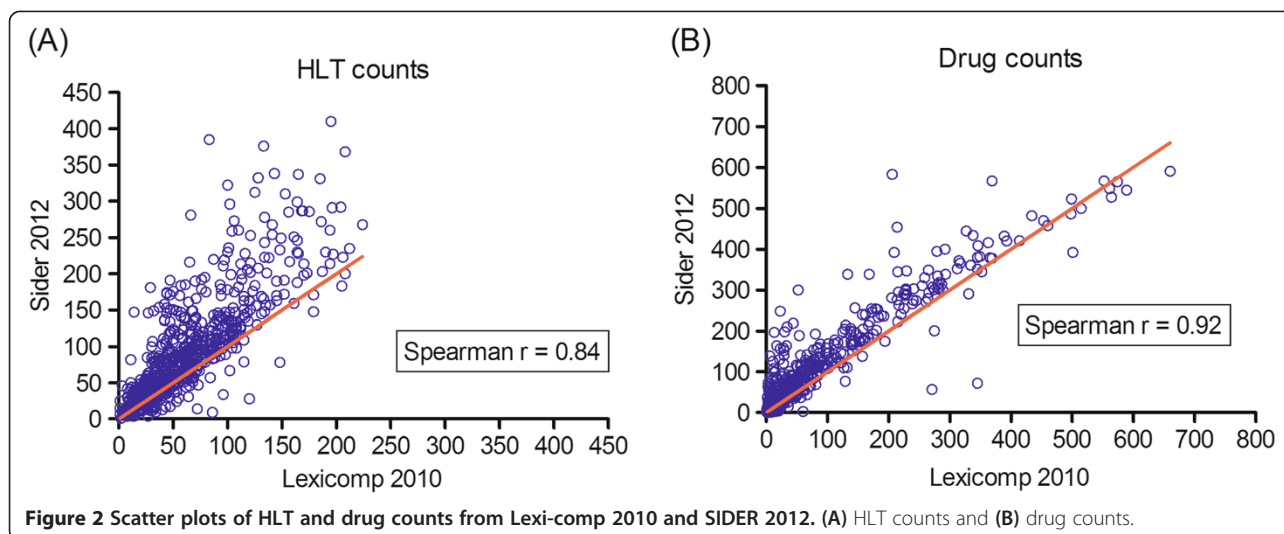 (A)
HLT counts
450
400
350
300
250
200
150
100
50
0
Sider 2012
0 50 100 150 200 250 300 350 400 450
Lexicomp 2010
Spearman r = 0.84
(B)
Drug counts
800
700
600
500
400
300
200
100
0
Sider 2012
0 100 200 300 400 500 600 700 800
Lexicomp 2010
Spearman r = 0.92
Figure 2 Scatter plots of HLT and drug counts from Lexi-comp 2010 and SIDER 2012. (A) HLT counts and (B) drug counts.